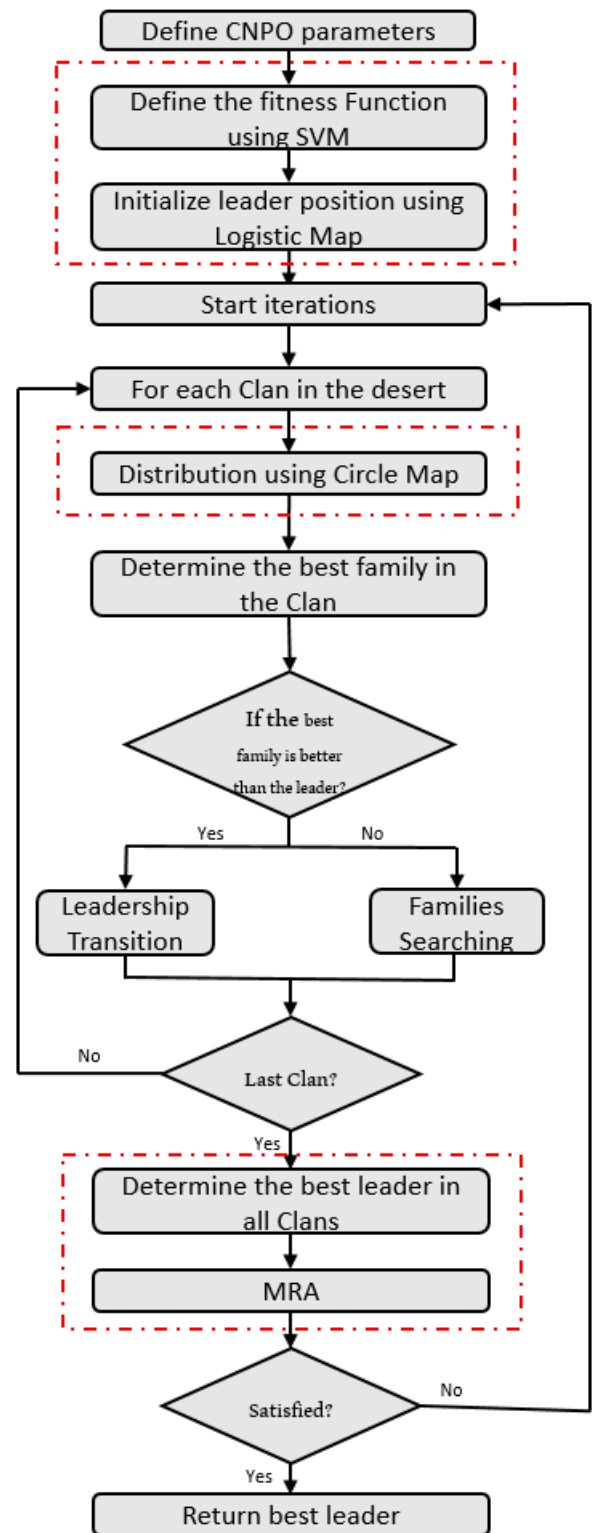 Define CNPO parameters
Define the fitness Function
using SVM
Initialize leader position using
Logistic Map
Start iterations
For each Clan in the desert
Distribution using Circle Map
Determine the best family in
the Clan
If the best
family is better
than the leader?
Yes
No
Leadership
Transition
Families
Searching
No
Last Clan?
Yes
Determine the best leader in
all Clans
MRA
No
Satisfied?
Yes
Return best leader